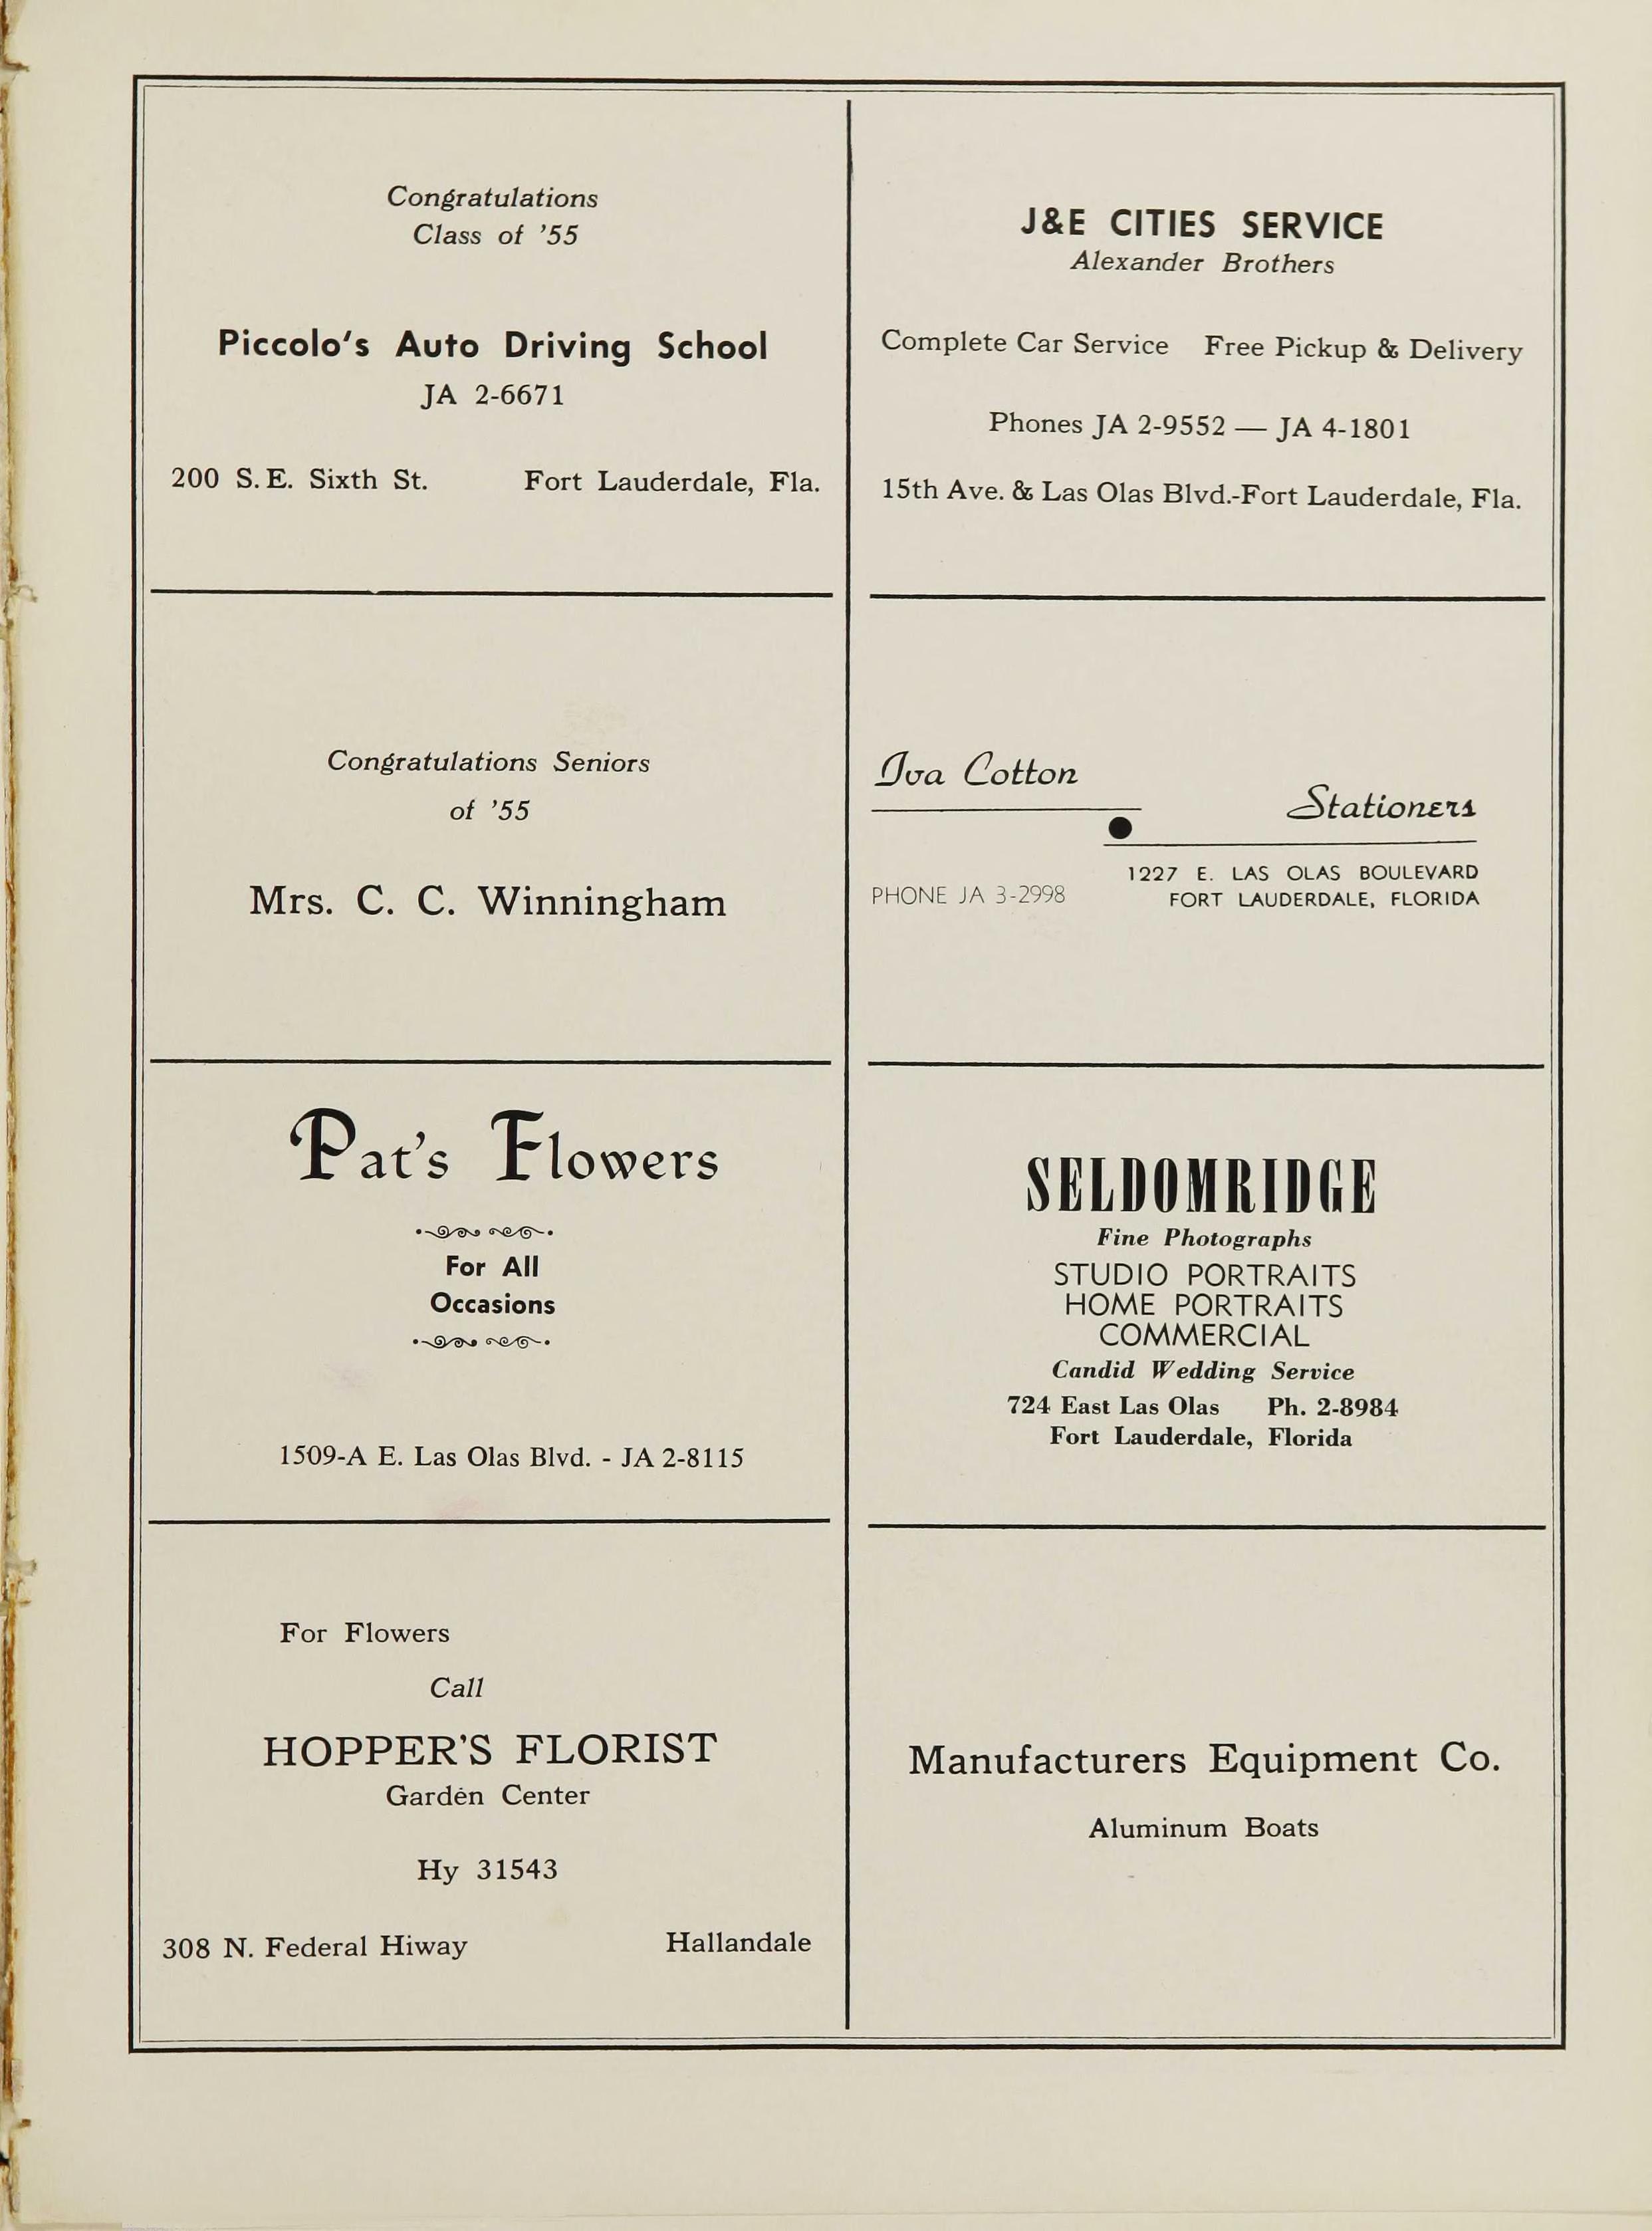 Congratulations
Class of '55
Piccolo's Auto Driving School
JA 2-6671
200 S.E. Sixth St. Fort Lauderdale, Fla.
J&E CITIES SERVICE
Alexander Brothers
Complete Car Service Free Pickup & Delivery
Phones JA 2-9552 — JA 4-1801
15th Ave. & Las Olas Blvd.-Fort Lauderdale, Fla.
Congratulations Seniors
of '55
Mrs. C. C. Winningham
Iva Cotton
Stationers
PHONE JA 3-2998
1227 E. LAS OLAS BOULEVARD
FORT LAUDERDALE, FLORIDA
Pat's Flowers
For All
Occasions
1509-A E. Las Olas Blvd. - JA 2-8115
SELDOMRIDGE
Fine Photographs
STUDIO PORTRAITS
HOME PORTRAITS
COMMERCIAL
Candid Wedding Service
724 East Las Olas Ph. 2-8984
Fort Lauderdale, Florida
For Flowers
Call
HOPPER'S FLORIST
Garden Center
Hy 31543
308 N. Federal Hiway Hallandale
Manufacturers Equipment Co.
Aluminum Boats